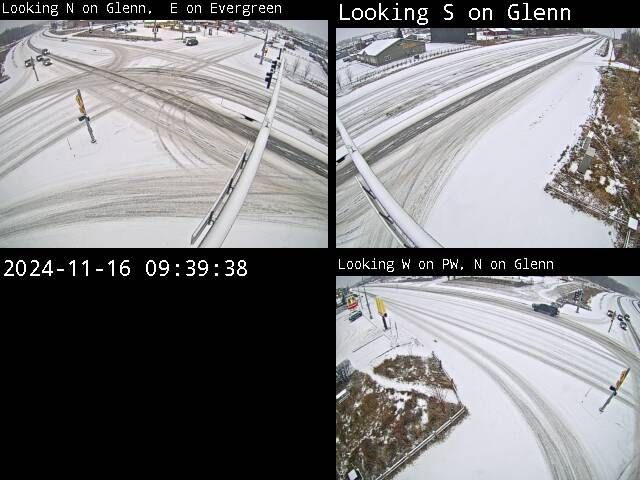 Looking N on Glenn,  E on Evergreen
Looking S on Glenn
2024-11-16 09:39:38
Looking W on PW, N on Glenn